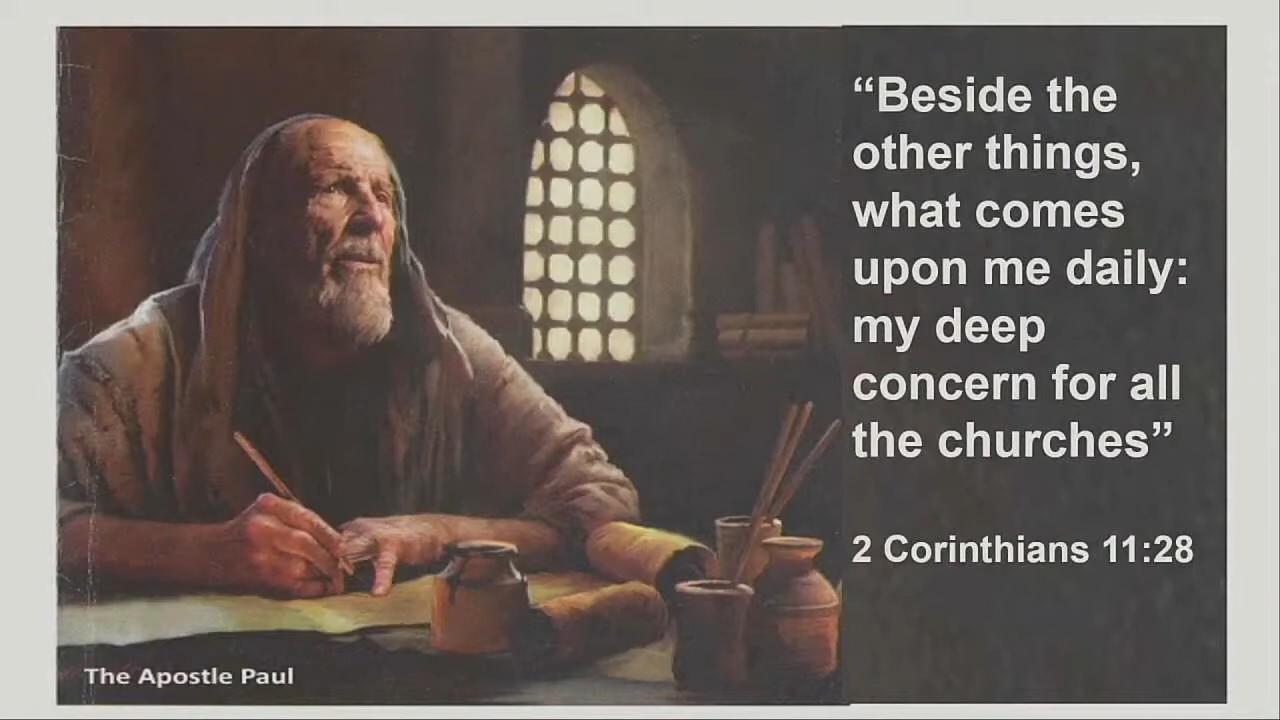 “Beside the
other things,
what comes
upon me daily:
my deep
concern for all
the churches”
2 Corinthians 11:28
The Apostle Paul